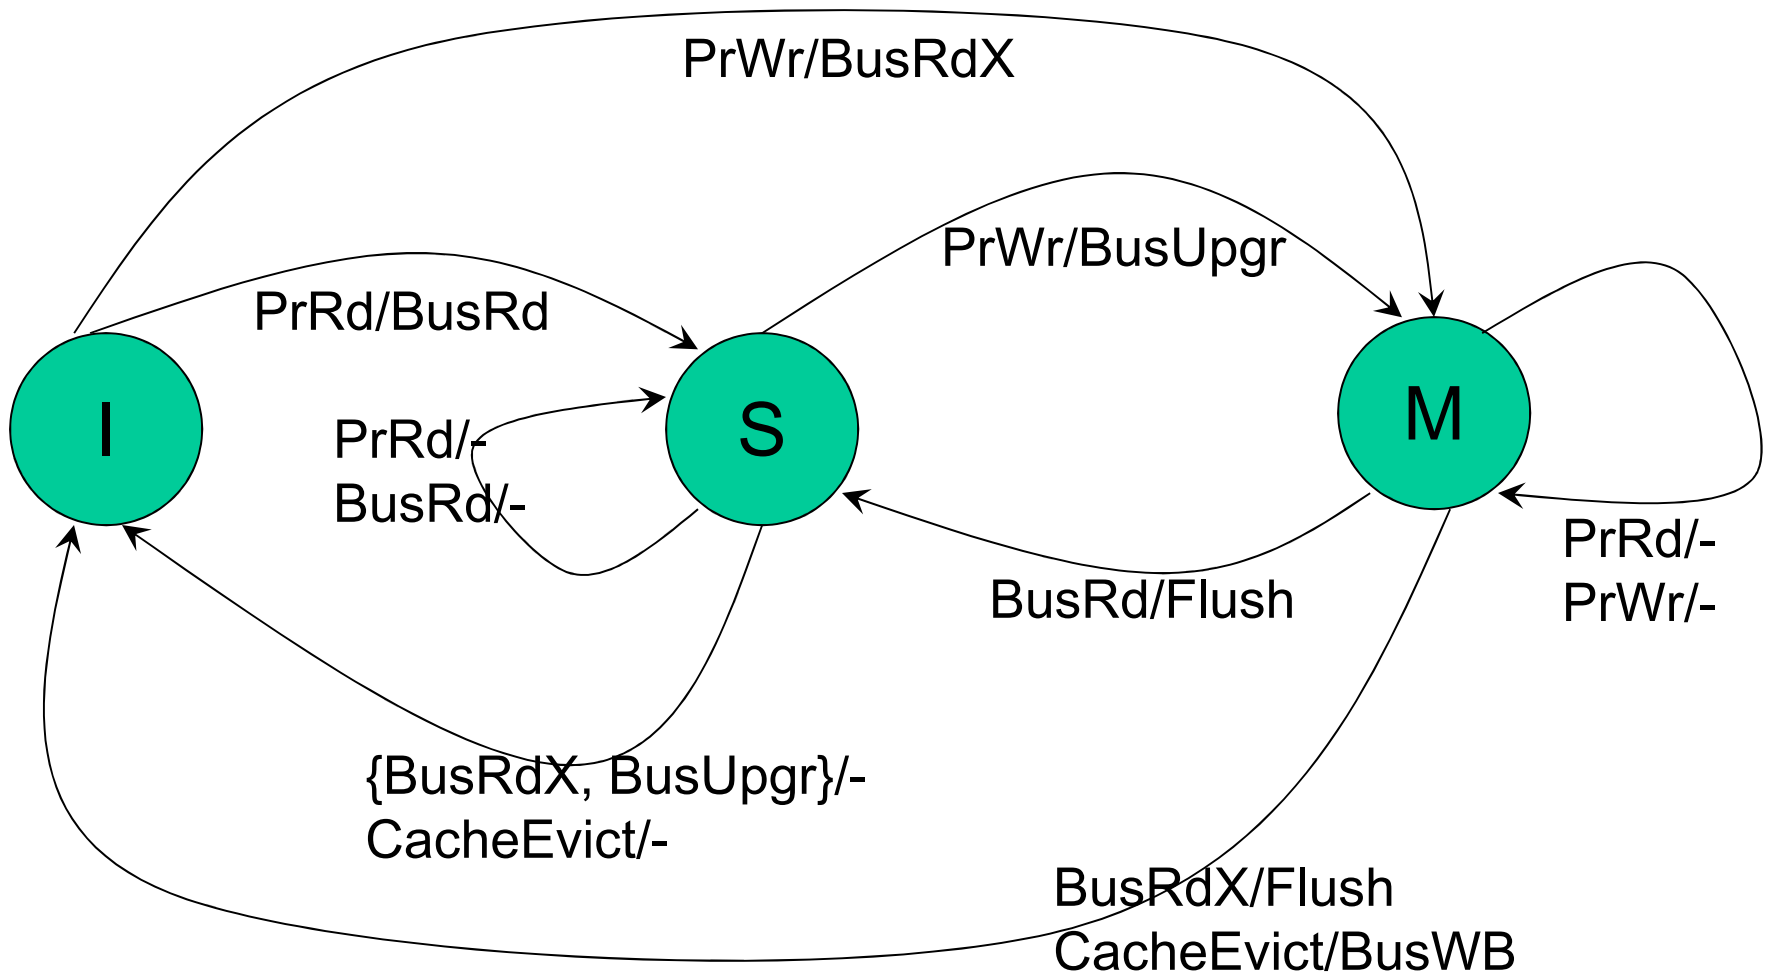 PrWr/BusRdX
PrWr/BusUpgr
PrRd/BusRd
I
S
M
PrRd/-
BusRd/-
PrRd/-
PrWr/-
BusRd/Flush
{BusRdX, BusUpgr}/-
CacheEvict/-
BusRdX/Flush
CacheEvict/BusWB